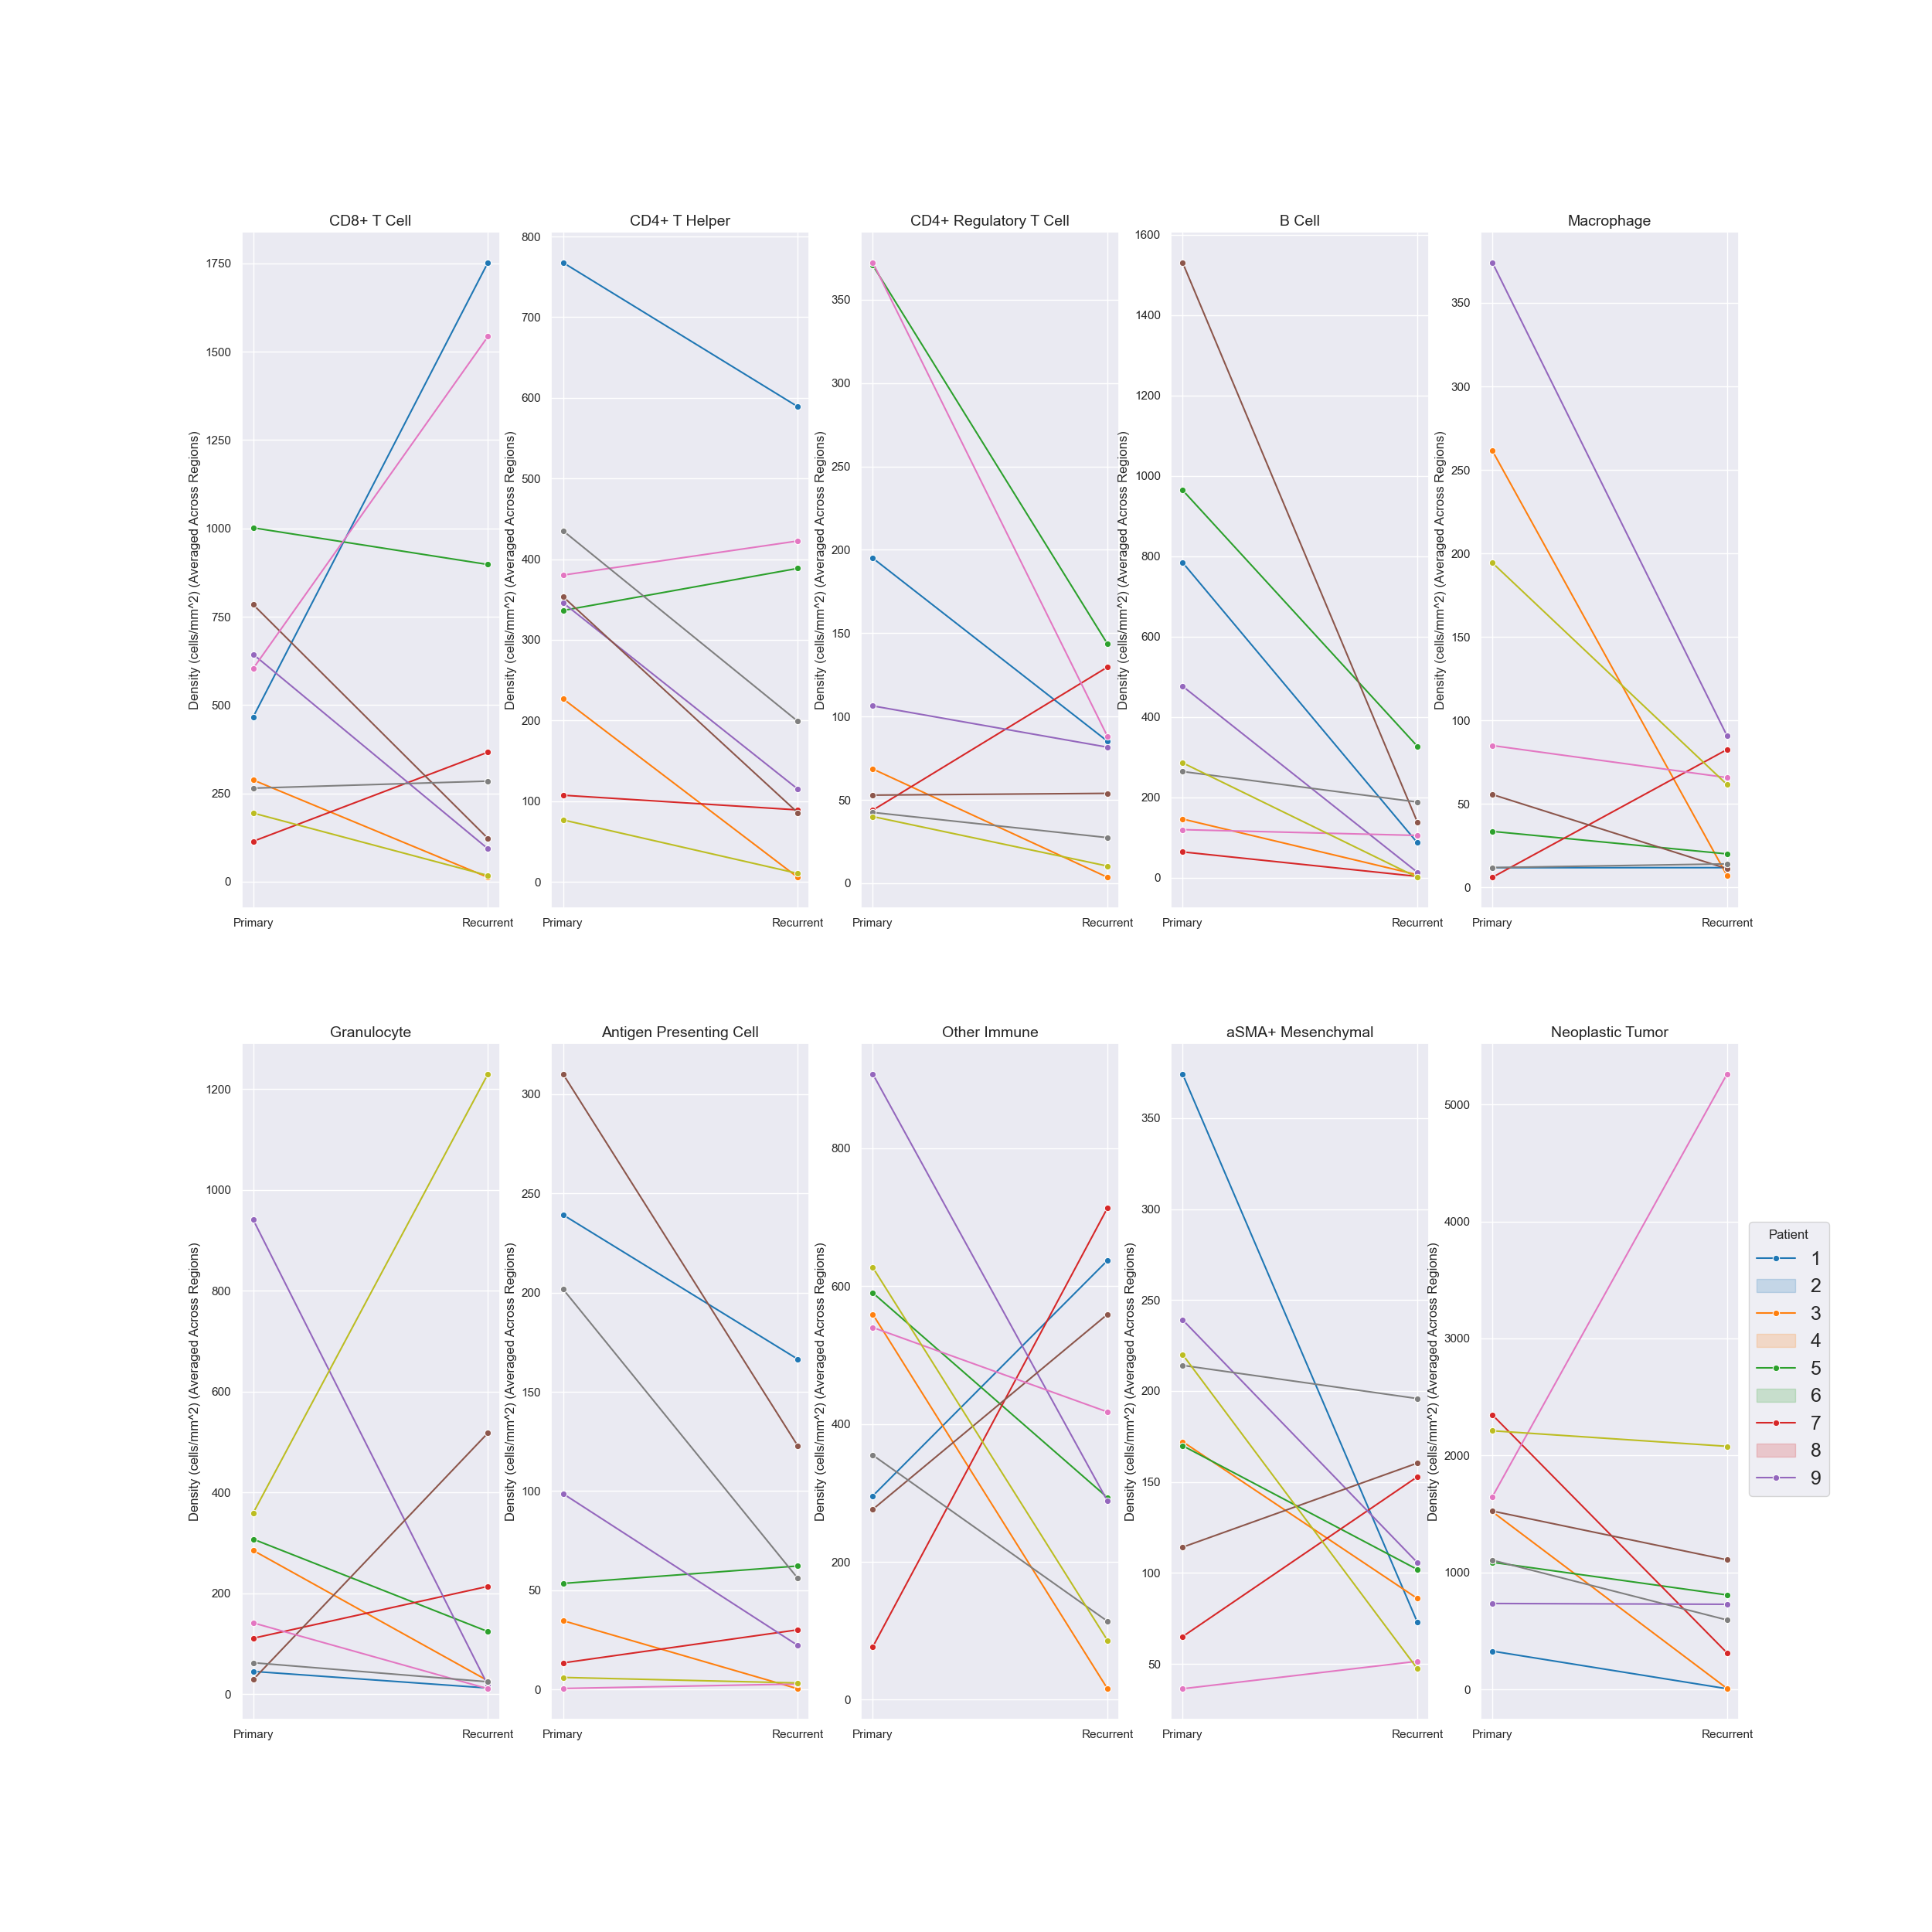 CD8+ T Cell
Density (cells/mm^2) (Averaged Across Regions)
1750
1500
1250
1000
750
500
250
0
Primary
Recurrent
CD4+ T Helper
Density (cells/mm^2) (Averaged Across Regions)
800
700
600
500
400
300
200
100
0
Primary
Recurrent
CD4+ Regulatory T Cell
Density (cells/mm^2) (Averaged Across Regions)
350
300
250
200
150
100
50
0
Primary
Recurrent
B Cell
Density (cells/mm^2) (Averaged Across Regions)
1600
1400
1200
1000
800
600
400
200
0
Primary
Recurrent
Macrophage
Density (cells/mm^2) (Averaged Across Regions)
350
300
250
200
150
100
50
0
Primary
Recurrent
Granulocyte
Density (cells/mm^2) (Averaged Across Regions)
1200
1000
800
600
400
200
0
Primary
Recurrent
Antigen Presenting Cell
Density (cells/mm^2) (Averaged Across Regions)
300
250
200
150
100
50
0
Primary
Recurrent
Other Immune
Density (cells/mm^2) (Averaged Across Regions)
800
600
400
200
0
Primary
Recurrent
aSMA+ Mesenchymal
Density (cells/mm^2) (Averaged Across Regions)
350
300
250
200
150
100
50
Primary
Recurrent
Neoplastic Tumor
Density (cells/mm^2) (Averaged Across Regions)
5000
4000
3000
2000
1000
0
Primary
Recurrent
Patient
1
2
3
4
5
6
7
8
9